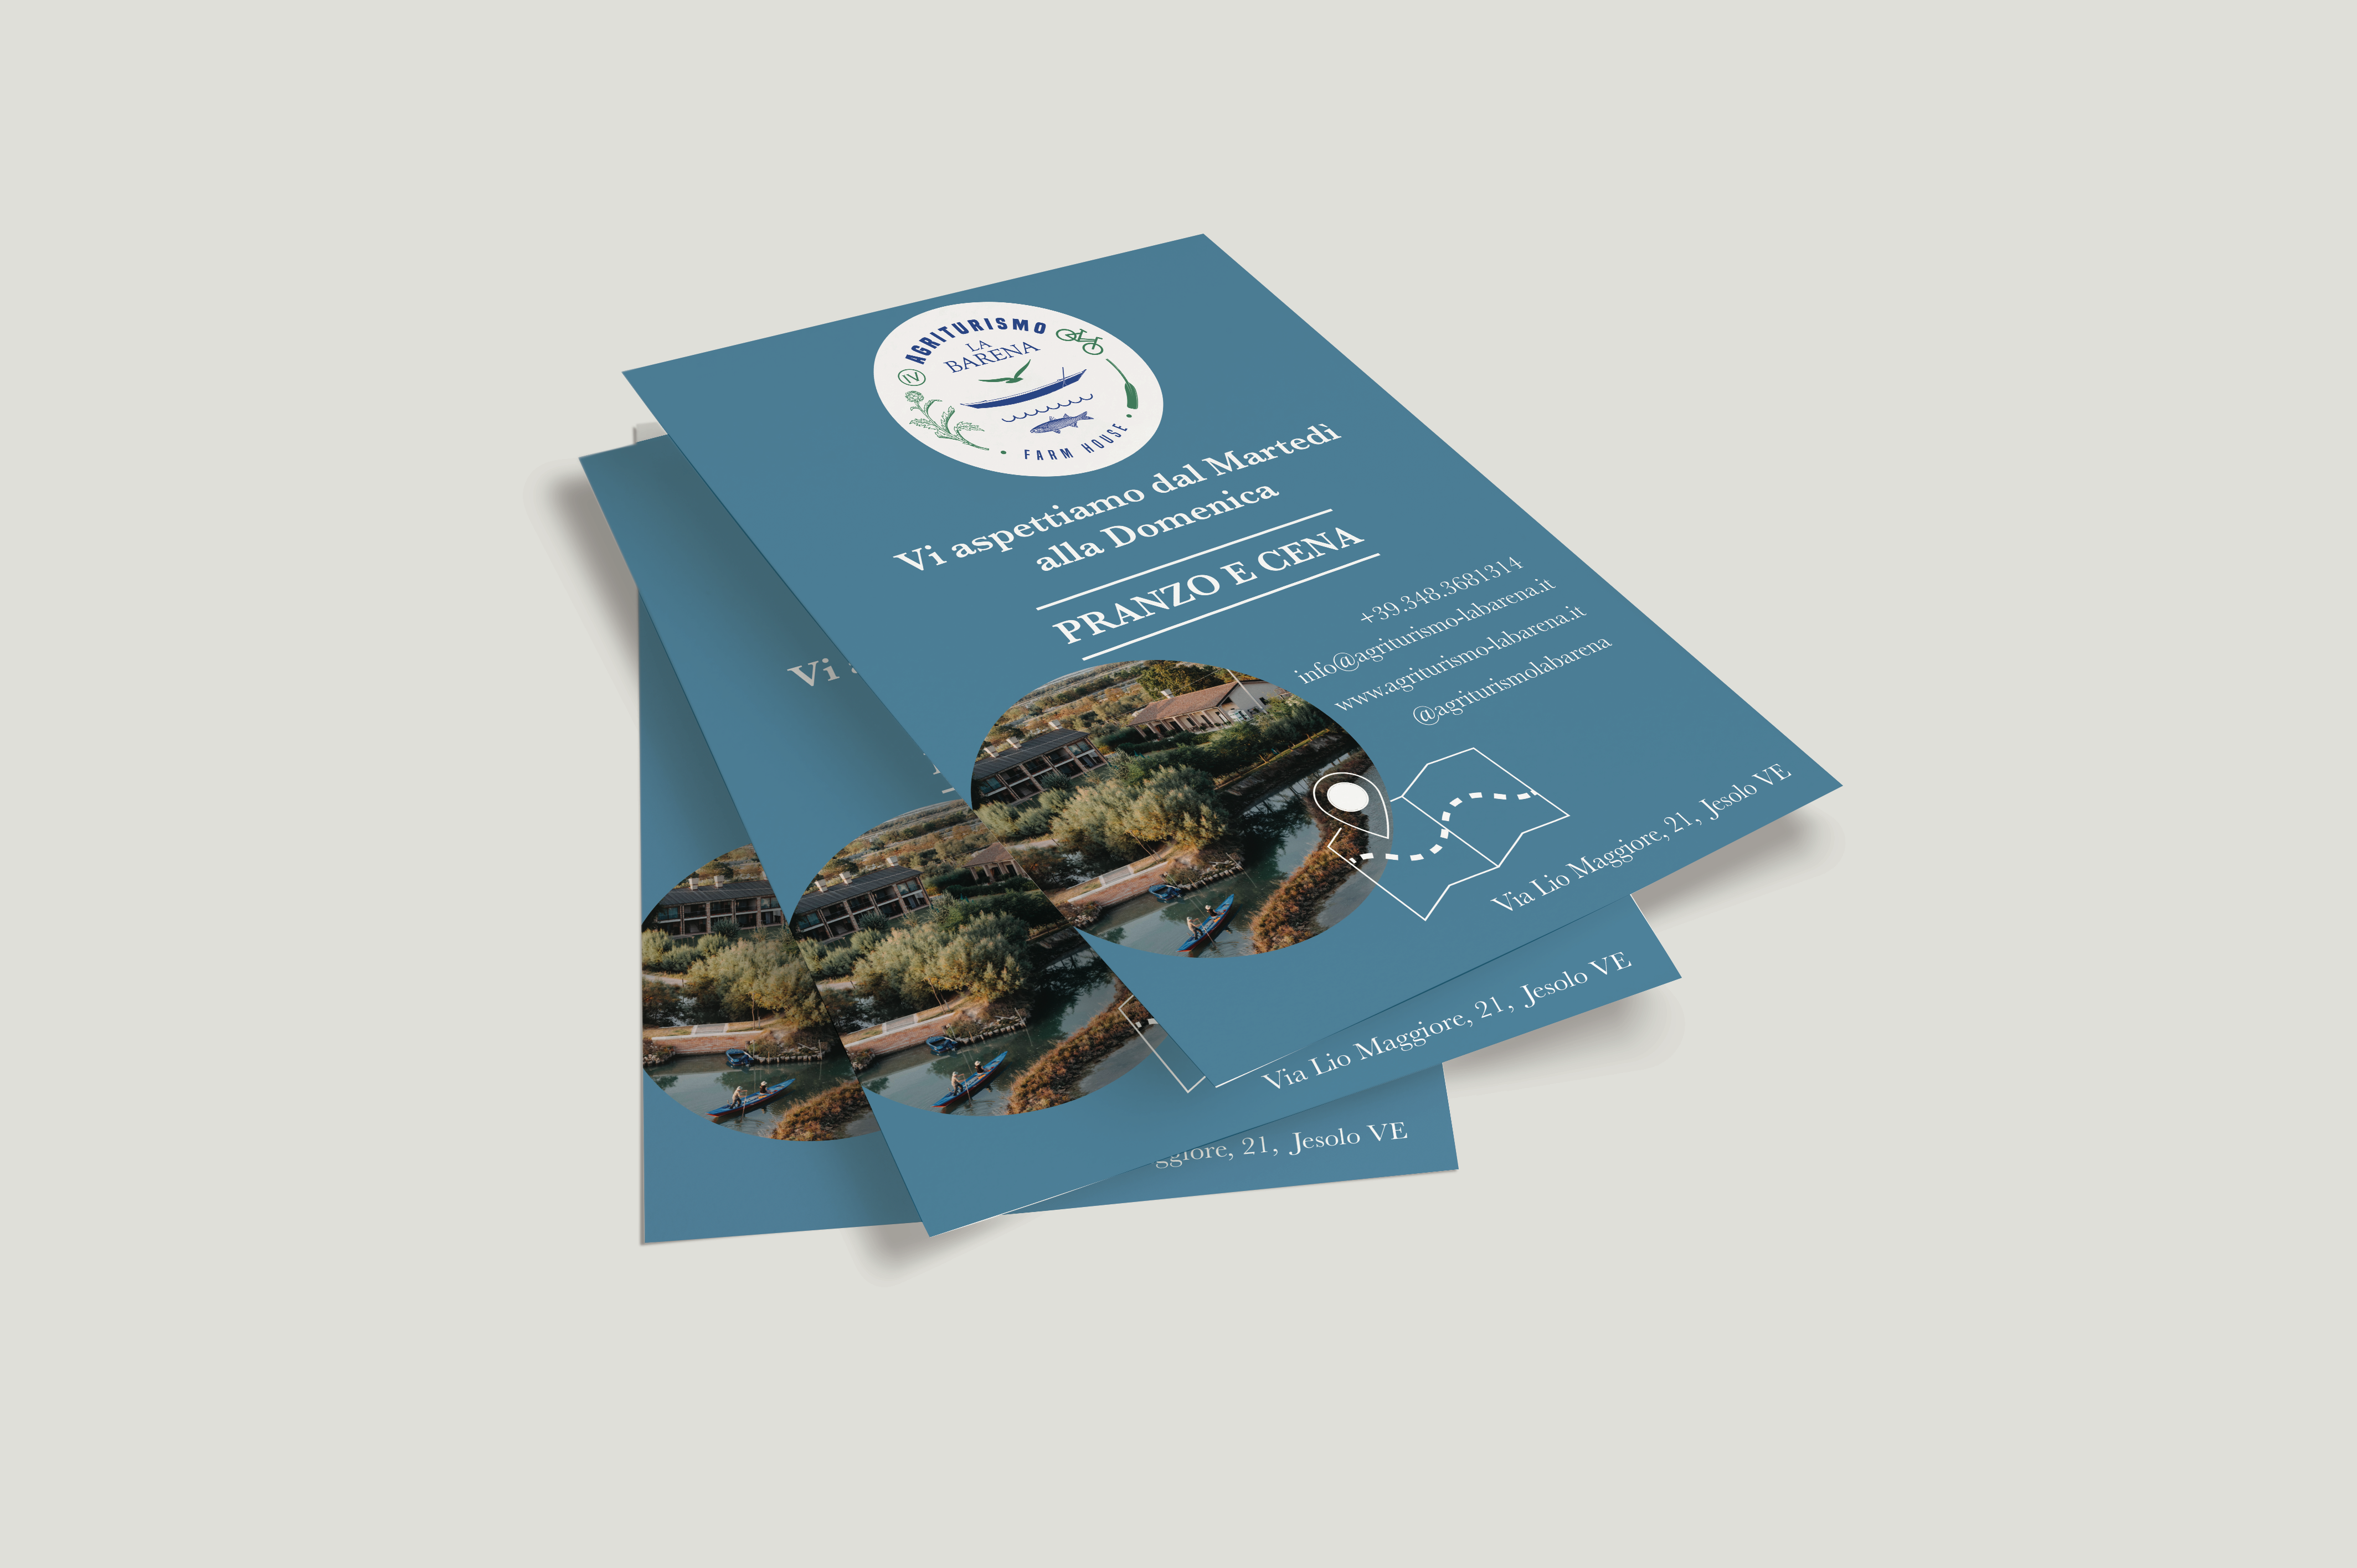 AGRITURISMO
LA
BARENA
IV
FARM HOUSE
Vi aspettiamo dal Martedì
alla Domenica
PRANZO E CENA
+39.348.3681314
info@agriturismo-labarena.it
www.agriturismo-labarena.it
@agriturismolabarena
Via Lio Maggiore, 21, Jesolo VE
Vi
Via Lio Maggiore, 21, Jesolo VE
ggiore, 21, Jesolo VE